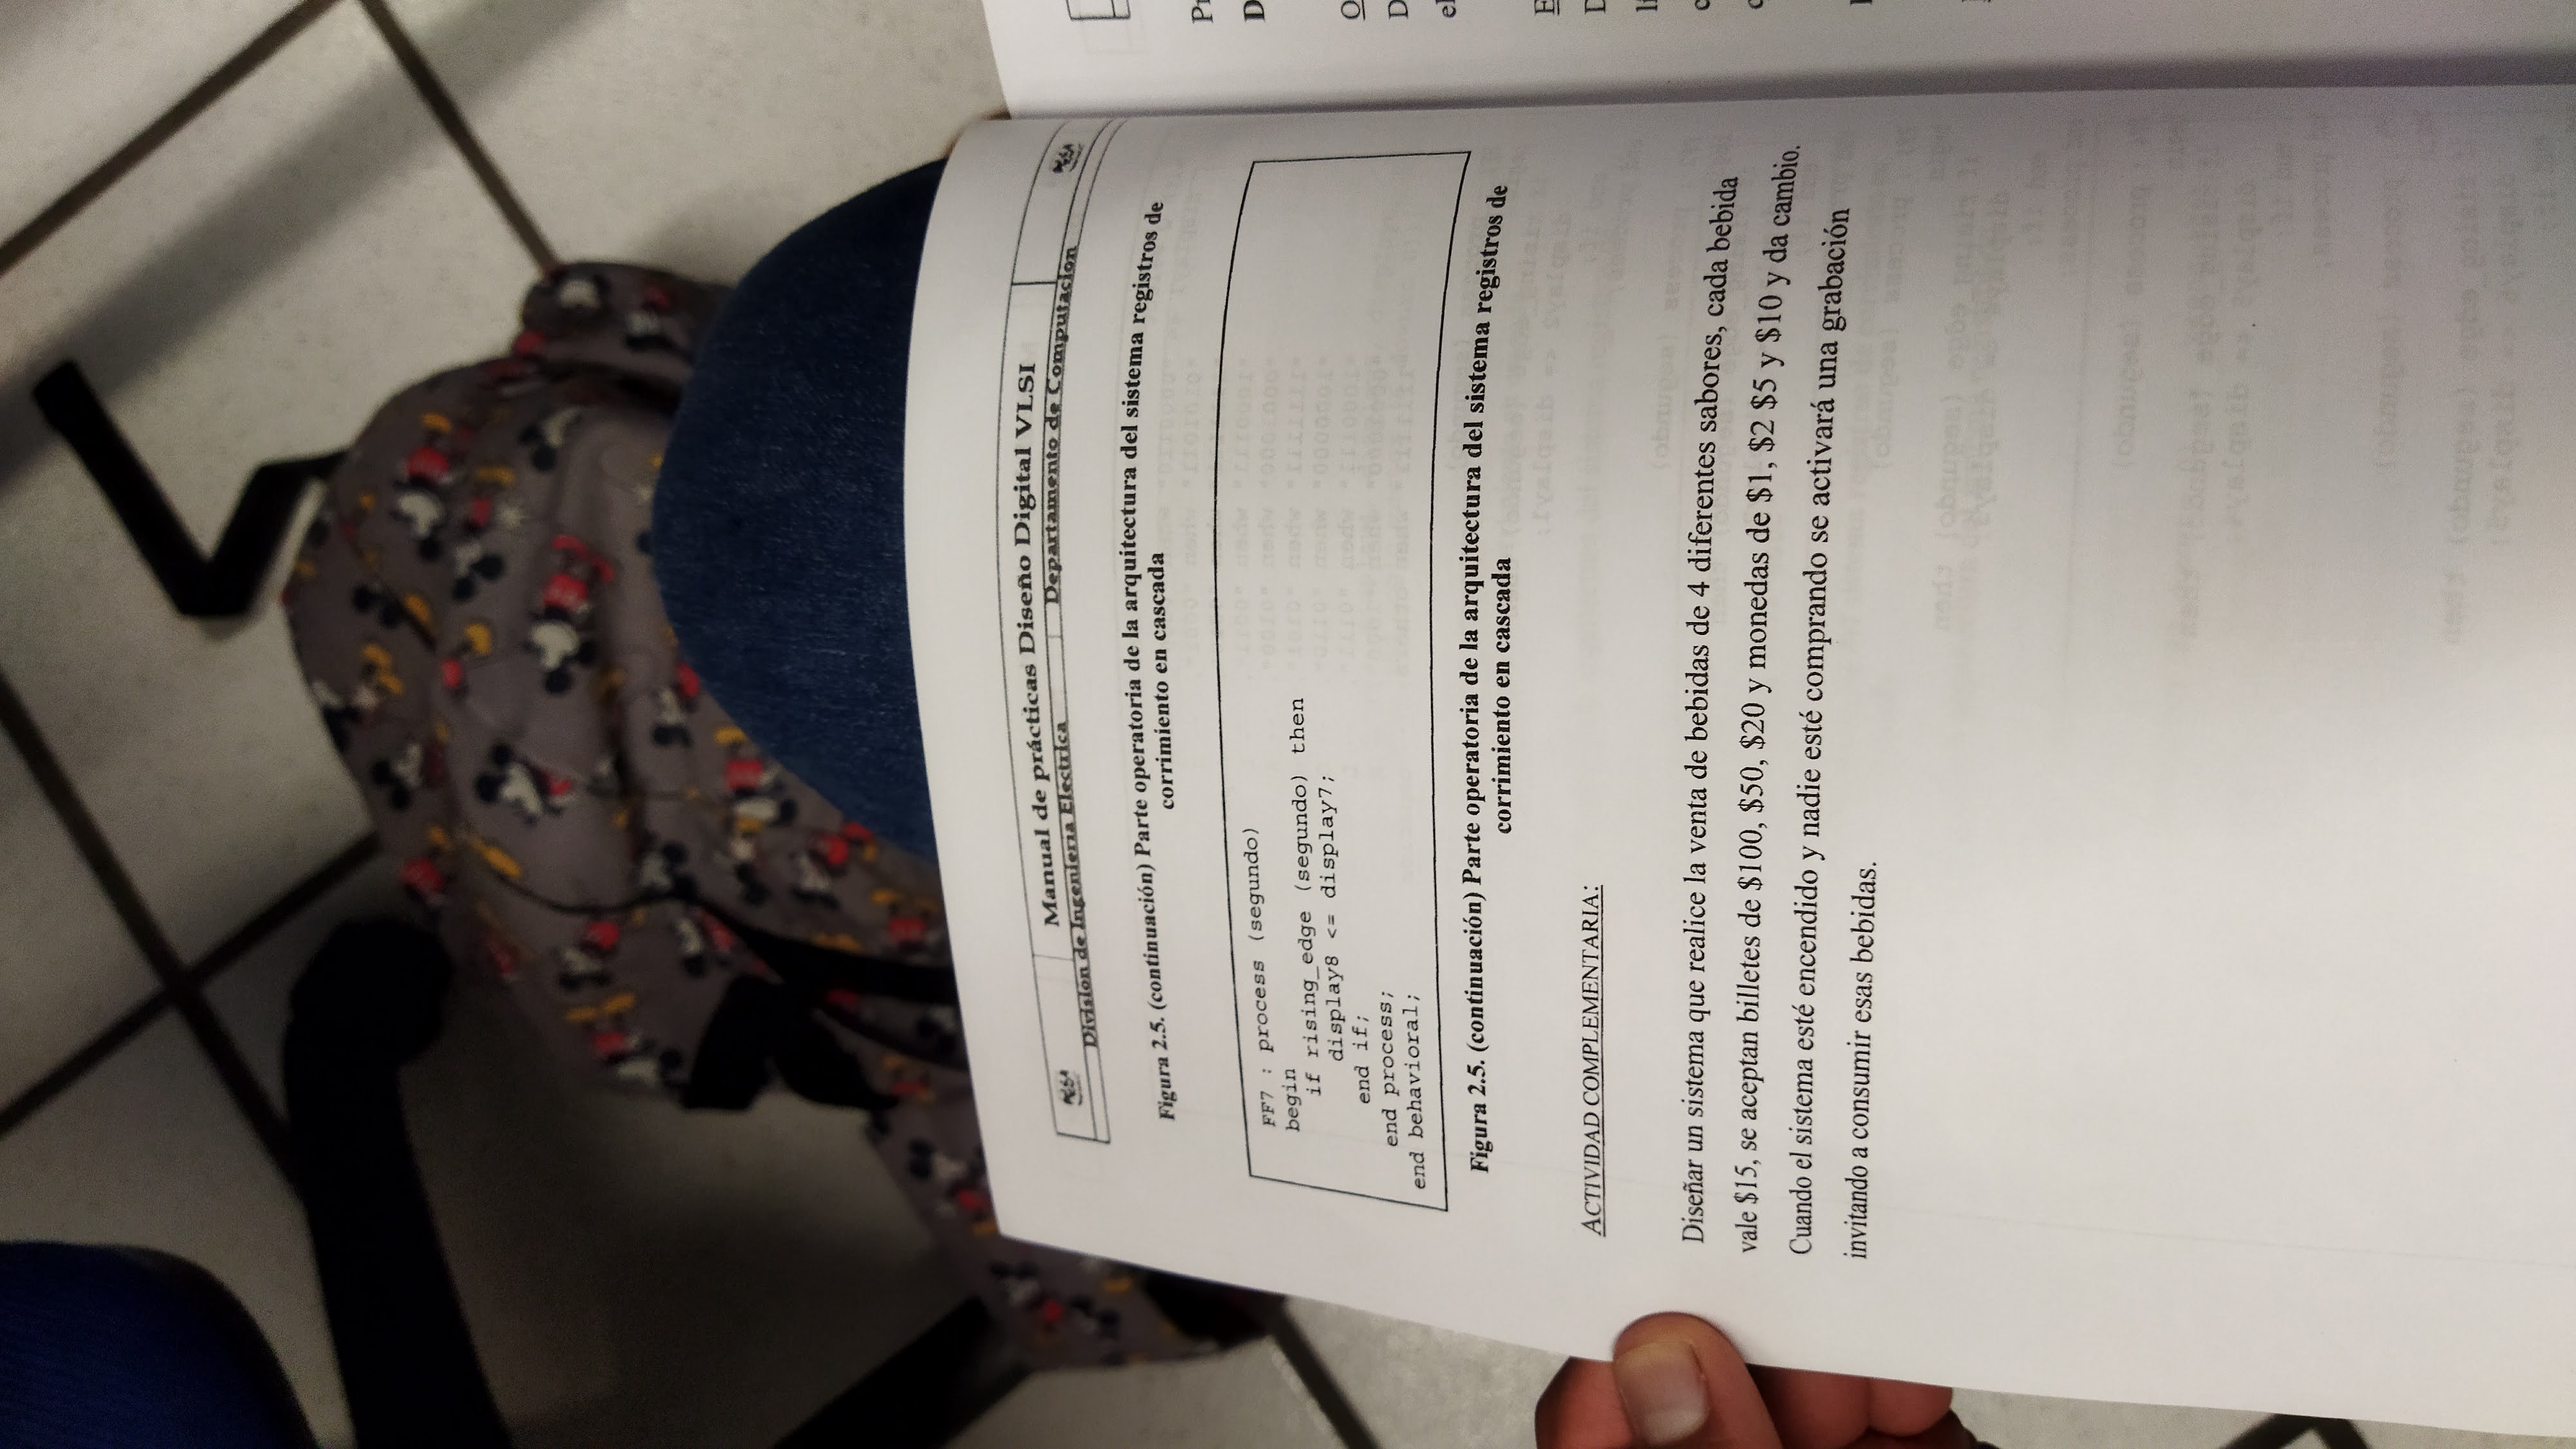 Manual de prácticas Diseño Digital VLSI
División de Ingeniería Eléctrica Departamento de Computación
Figura 2.5. (continuación) Parte operatoria de la arquitectura del sistema registros de
corrimiento en cascada
FF7 : process (segundo)
begin
if rising_edge (segundo) then
display8 <= display7;
end if;
end process;
end behavioral;
Figura 2.5. (continuación) Parte operatoria de la arquitectura del sistema registros de
corrimiento en cascada
ACTIVIDAD COMPLEMENTARIA:
Diseñar un sistema que realice la venta de bebidas de 4 diferentes sabores, cada bebida
vale $15, se aceptan billetes de $100, $50, $20 y monedas de $1, $2 $5 y $10 y da cambio.
Cuando el sistema esté encendido y nadie esté comprando se activará una grabación
invitando a consumir esas bebidas.